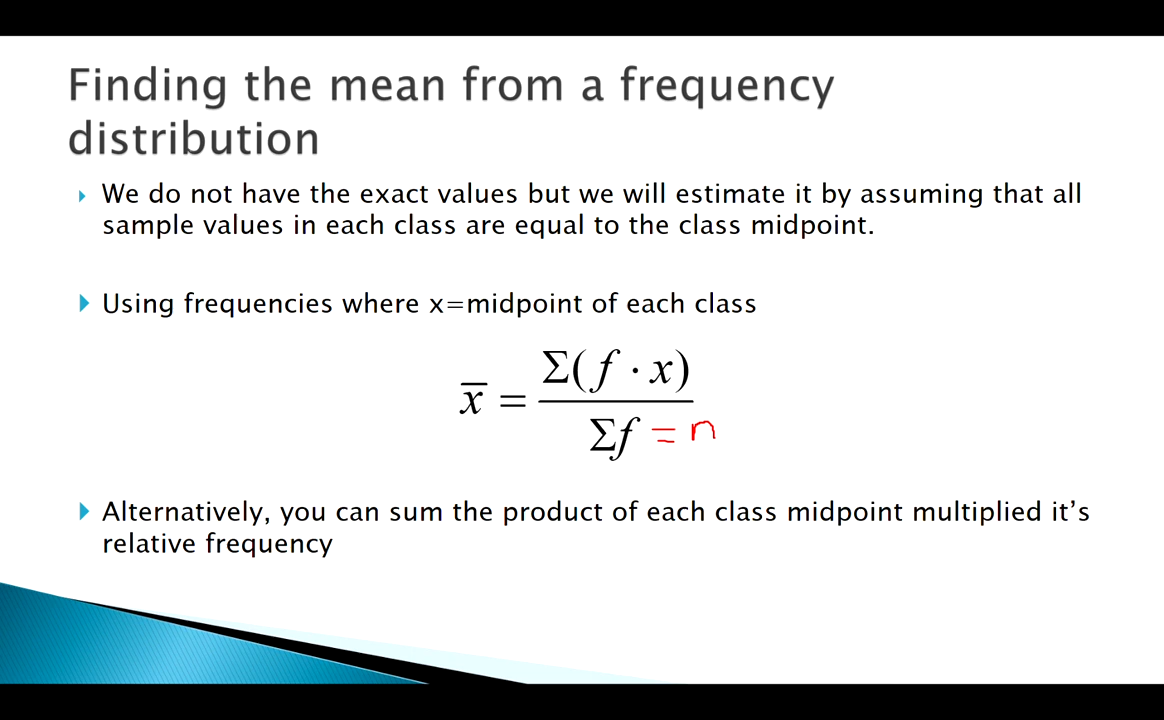 Finding the mean from a frequency
distribution
We do not have the exact values but we will estimate it by assuming that all
sample values in each class are equal to the class midpoint.
Using frequencies where x=midpoint of each class
x̅ = Σ(f · x) / Σf = n
Alternatively, you can sum the product of each class midpoint multiplied it’s
relative frequency